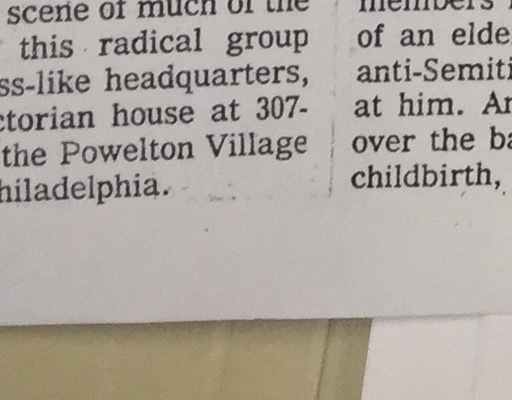 scene of much of the
this radical group
ss-like headquarters,
ctorian house at 307-
the Powelton Village
hiladelphia.
members
of an elde
anti-Semiti
at him. Ar
over the ba
childbirth,